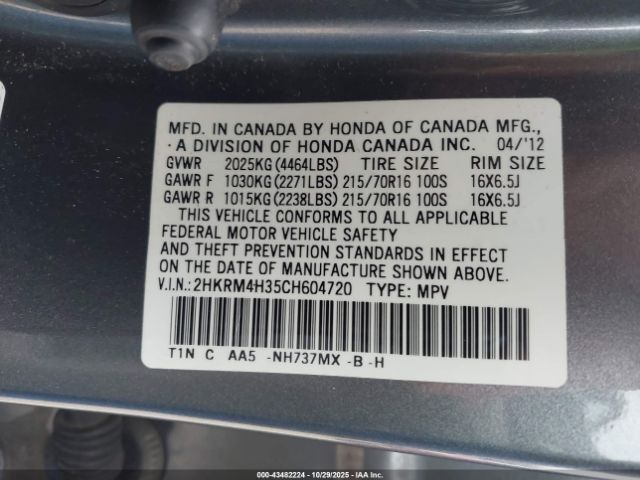 MFD. IN CANADA BY HONDA OF CANADA MFG.,
· A DIVISION OF HONDA CANADA INC. 04/'12
GVWR 2025KG(4464LBS) TIRE SIZE RIM SIZE
GAWR F 1030KG(2271LBS) 215/70R16 100S 16X6.5J
GAWR R 1015KG(2238LBS) 215/70R16 100S 16X6.5J
THIS VEHICLE CONFORMS TO ALL APPLICABLE
FEDERAL MOTOR VEHICLE SAFETY
AND THEFT PREVENTION STANDARDS IN EFFECT
ON THE DATE OF MANUFACTURE SHOWN ABOVE.
V.I.N.: 2HKRM4H35CH604720 TYPE: MPV
T1N C AA5 -NH737MX -B -H
000-43482224 - 10/29/2025 - IAA Inc.